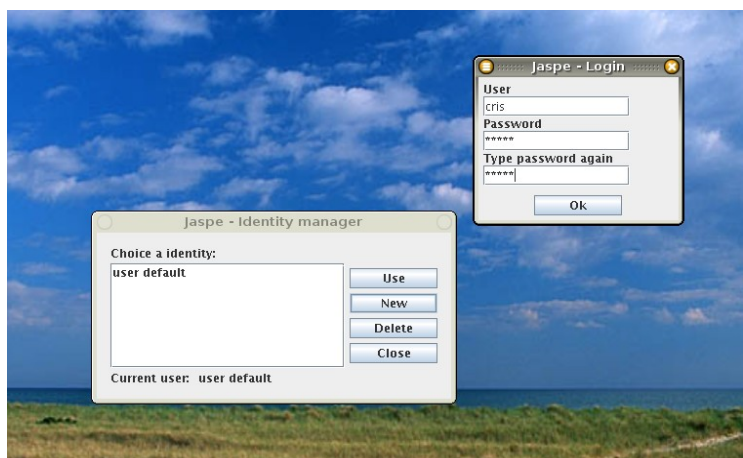 Jaspe - Login
User
cris
Password
*****
Type password again
*****
Ok
Jaspe - Identity manager
Choice a identity:
user default
Use
New
Delete
Close
Current user: user default